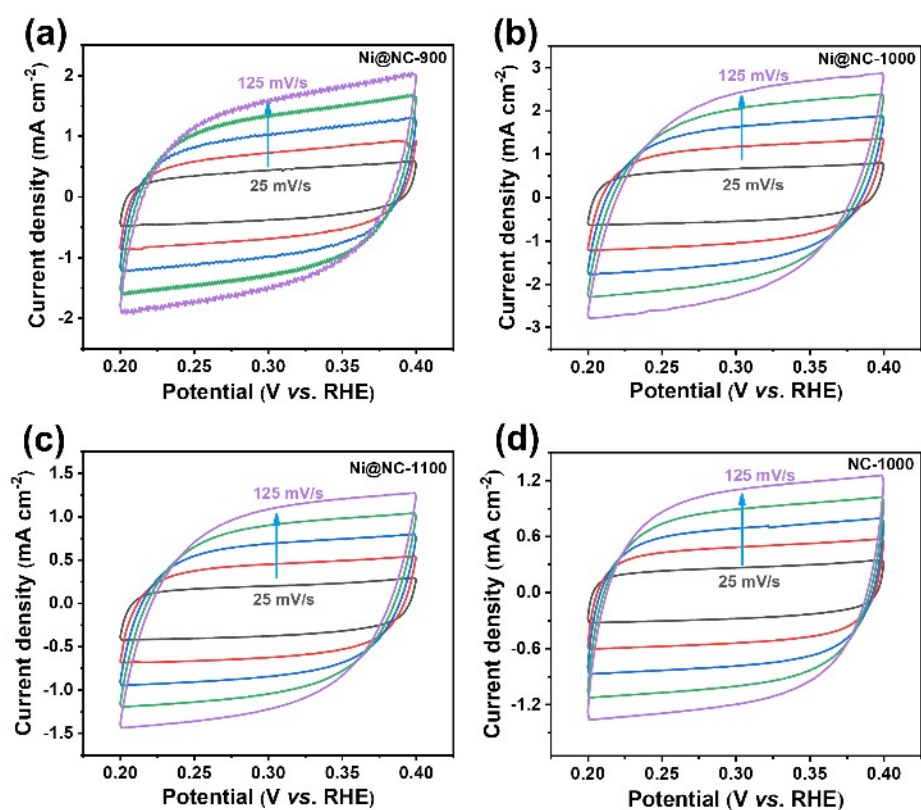 (a)
Ni@NC-900
125 mV/s
25 mV/s
2
1
0
-1
-2
Current density (mA cm-2)
0.20 0.25 0.30 0.35 0.40
Potential (V vs. RHE)
(b)
Ni@NC-1000
125 mV/s
25 mV/s
3
2
1
0
-1
-2
-3
Current density (mA cm-2)
0.20 0.25 0.30 0.35 0.40
Potential (V vs. RHE)
(c)
Ni@NC-1100
125 mV/s
25 mV/s
1.5
1.0
0.5
0.0
-0.5
-1.0
-1.5
Current density (mA cm-2)
0.20 0.25 0.30 0.35 0.40
Potential (V vs. RHE)
(d)
NC-1000
125 mV/s
25 mV/s
1.2
0.6
0.0
-0.6
-1.2
Current density (mA cm-2)
0.20 0.25 0.30 0.35 0.40
Potential (V vs. RHE)